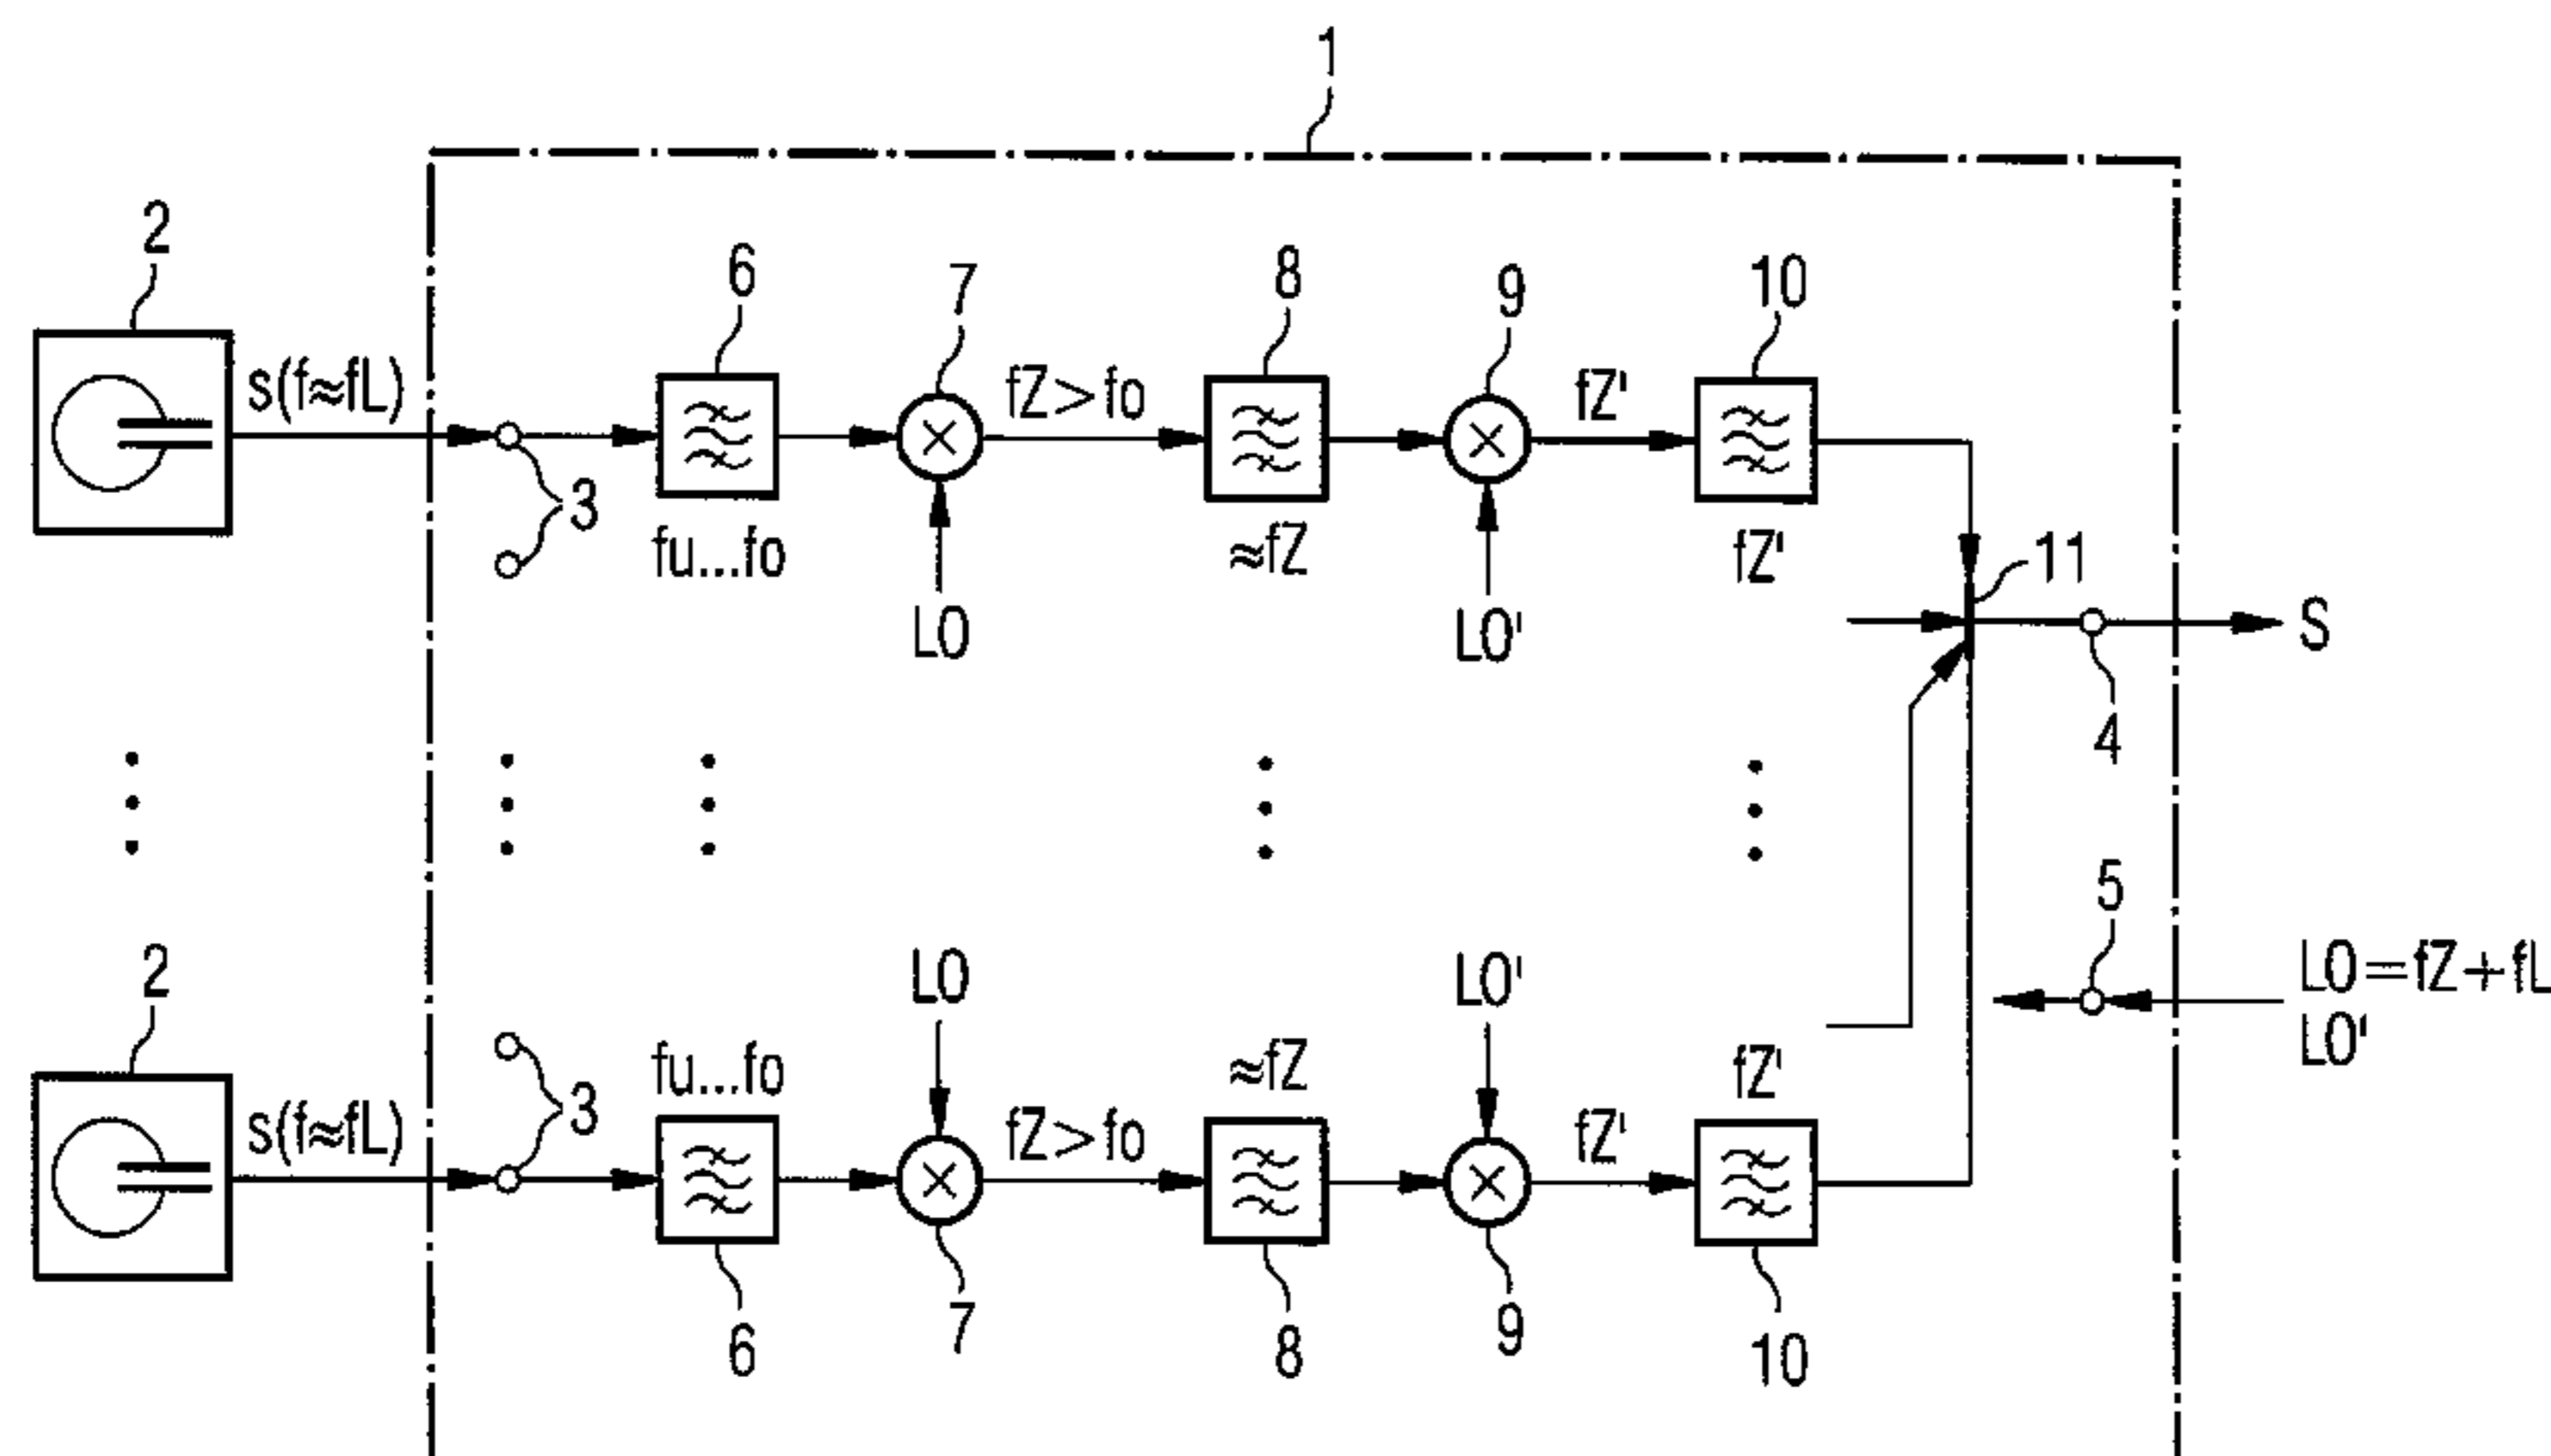 1
2
6
7
8
9
10
s(f≈fL)
fZ>fo
fZ'
3
fu...fo
≈fZ
fZ'
11
LO
LO'
S
4
5
2
LO
LO'
LO=fZ+fL
LO'
fu...fo
≈fZ
fZ'
s(f≈fL)
3
fZ>fo
fZ'
6
7
8
9
10